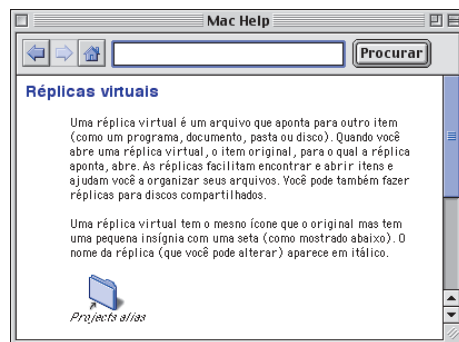 Mac Help
Procurar
Réplicas virtuais
Uma réplica virtual é um arquivo que aponta para outro item
(como um programa, documento, pasta ou disco). Quando você
abre uma réplica virtual, o item original, para o qual a réplica
aponta, abre. As réplicas facilitam encontrar e abrir itens e
ajudam você a organizar seus arquivos. Você pode também fazer
réplicas para discos compartilhados.
Uma réplica virtual tem o mesno ícone que o original mas tem
uma pequena insígnia com uma seta (como mostrado abaixo). O
nome da réplica (que você pode alterar) aparece em itálico.
Projects alias